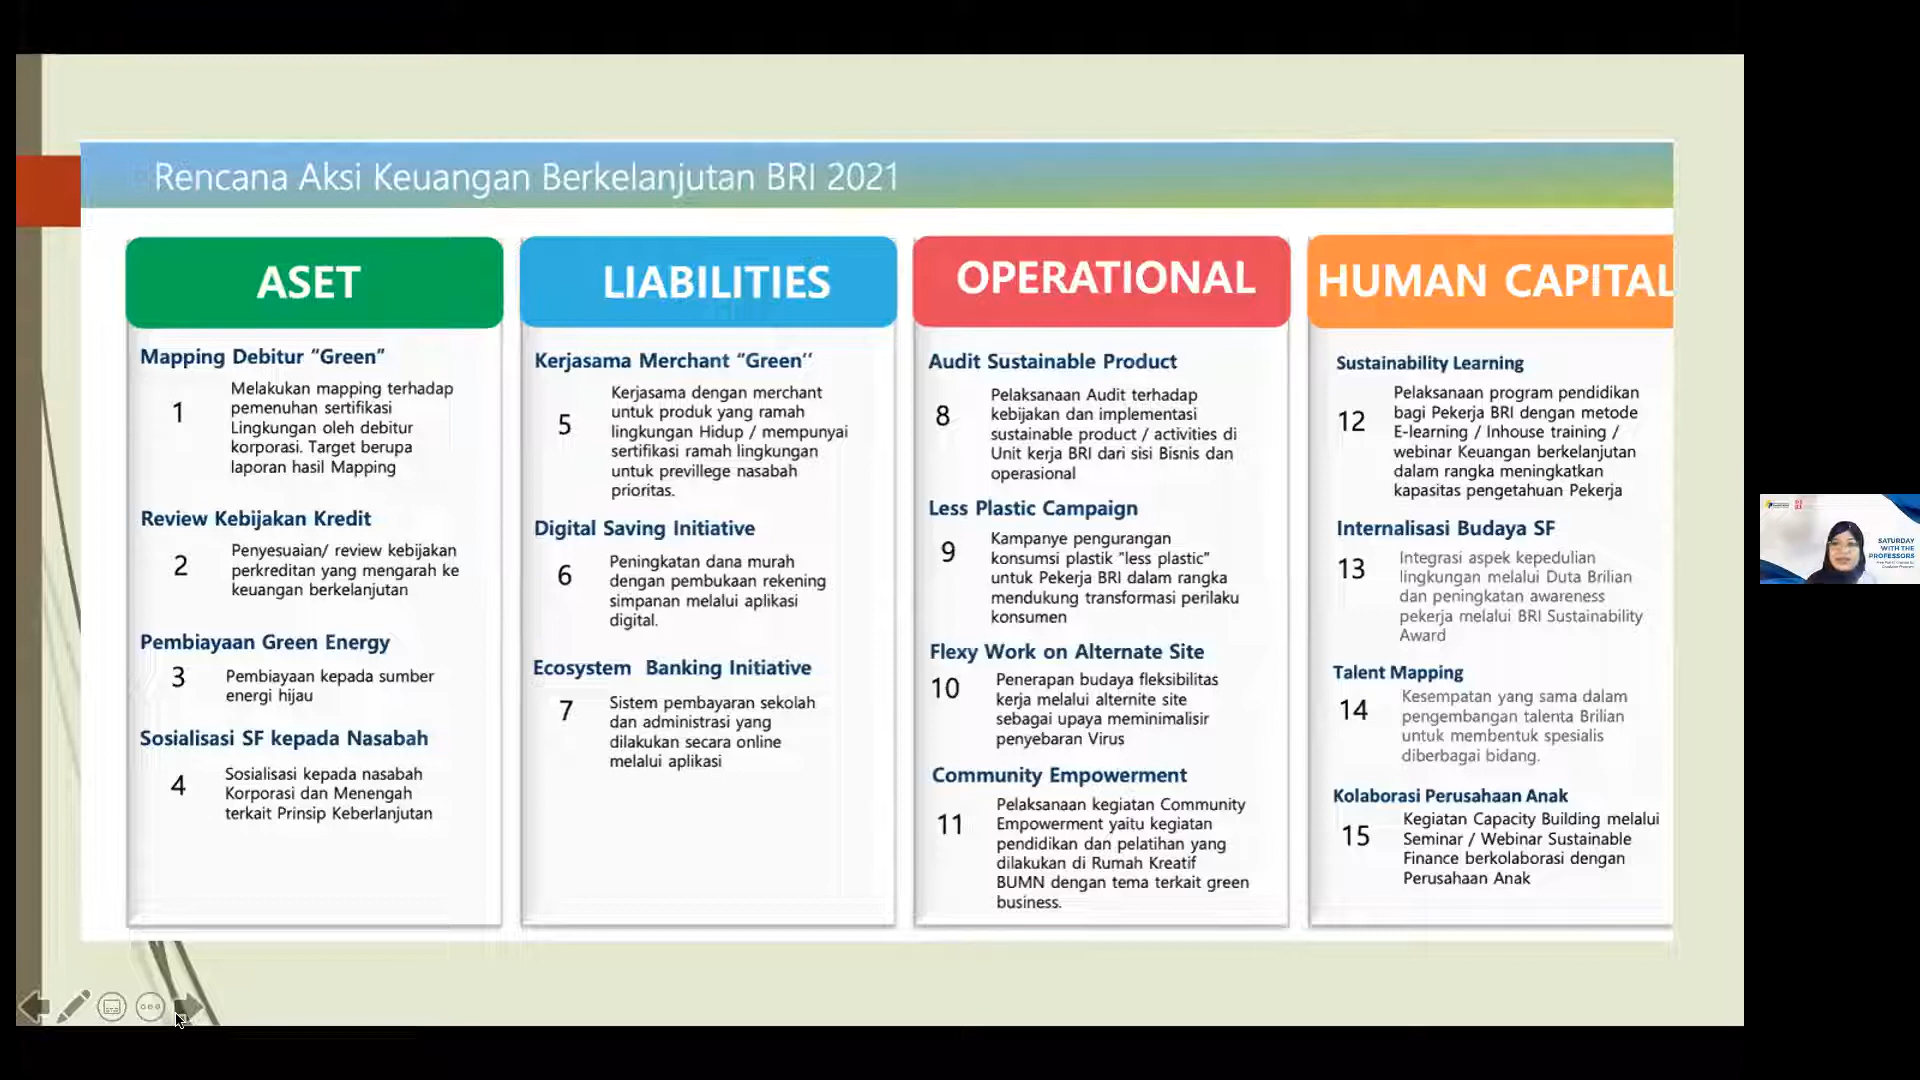 Rencana Aksi Keuangan Berkelanjutan BRI 2021
ASET
Mapping Debitur “Green”
1
Melakukan mapping terhadap
pemenuhan sertifikasi
Lingkungan oleh debitur
korporasi. Target berupa
laporan hasil Mapping
Review Kebijakan Kredit
2
Penyesuaian/ review kebijakan
perkreditan yang mengarah ke
keuangan berkelanjutan
Pembiayaan Green Energy
3
Pembiayaan kepada sumber
energi hijau
Sosialisasi SF kepada Nasabah
4
Sosialisasi kepada nasabah
Korporasi dan Menengah
terkait Prinsip Keberlanjutan
LIABILITIES
Kerjasama Merchant “Green’’
5
Kerjasama dengan merchant
untuk produk yang ramah
lingkungan Hidup / mempunyai
sertifikasi ramah lingkungan
untuk previllege nasabah
prioritas.
Digital Saving Initiative
6
Peningkatan dana murah
dengan pembukaan rekening
simpanan melalui aplikasi
digital.
Ecosystem Banking Initiative
7
Sistem pembayaran sekolah
dan administrasi yang
dilakukan secara online
melalui aplikasi
OPERATIONAL
Audit Sustainable Product
8
Pelaksanaan Audit terhadap
kebijakan dan implementasi
sustainable product / activities di
Unit kerja BRI dari sisi Bisnis dan
operasional
Less Plastic Campaign
9
Kampanye pengurangan
konsumsi plastik "less plastic"
untuk Pekerja BRI dalam rangka
mendukung transformasi perilaku
konsumen
Flexy Work on Alternate Site
10
Penerapan budaya fleksibilitas
kerja melalui alternite site
sebagai upaya meminimalisir
penyebaran Virus
Community Empowerment
11
Pelaksanaan kegiatan Community
Empowerment yaitu kegiatan
pendidikan dan pelatihan yang
dilakukan di Rumah Kreatif
BUMN dengan tema terkait green
business.
HUMAN CAPITAL
Sustainability Learning
12
Pelaksanaan program pendidikan
bagi Pekerja BRI dengan metode
E-learning / Inhouse training /
webinar Keuangan berkelanjutan
dalam rangka meningkatkan
kapasitas pengetahuan Pekerja
Internalisasi Budaya SF
13
Integrasi aspek kepedulian
lingkungan melalui Duta Brilian
dan peningkatan awareness
pekerja melalui BRI Sustainability
Award
Talent Mapping
14
Kesempatan yang sama dalam
pengembangan talenta Brilian
untuk membentuk spesialis
diberbagai bidang.
Kolaborasi Perusahaan Anak
15
Kegiatan Capacity Building melalui
Seminar / Webinar Sustainable
Finance berkolaborasi dengan
Perusahaan Anak
SATURDAY
WITH THE
PROFESSORS